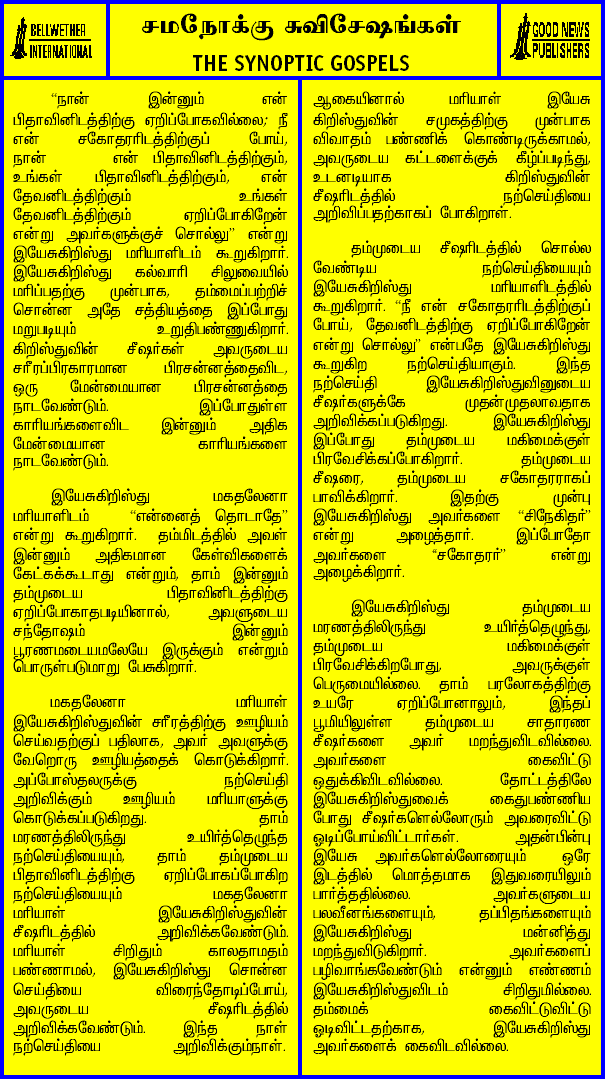 BELLWETHER
INTERNATIONAL
சமநோக்கு சுவிசேஷங்கள்
THE SYNOPTIC GOSPELS
GOOD NEWS
PUBLISHERS
“நான் இன்னும் என்
பிதாவினிடத்திற்கு ஏறிப்போகவில்லை; நீ
என் சகோதரரிடத்திற்குப் போய்,
நான் என் பிதாவினிடத்திற்கும்,
உங்கள் பிதாவினிடத்திற்கும், என்
தேவனிடத்திற்கும் உங்கள்
தேவனிடத்திற்கும் ஏறிப்போகிறேன்
என்று அவர்களுக்குச் சொல்லு” என்று
இயேசுகிறிஸ்து மரியாளிடம் கூறுகிறார்.
இயேசுகிறிஸ்து கல்வாரி சிலுவையில்
மரிப்பதற்கு முன்பாக, தம்மைப்பற்றிச்
சொன்ன அதே சத்தியத்தை இப்போது
மறுபடியும் உறுதிபண்ணுகிறார்.
கிறிஸ்துவின் சீஷர்கள் அவருடைய
சரீரப்பிரகாரமான பிரசன்னத்தைவிட,
ஒரு மேன்மையான பிரசன்னத்தை
நாடவேண்டும். இப்போதுள்ள
காரியங்களைவிட இன்னும் அதிக
மேன்மையான காரியங்களை
நாடவேண்டும்.
இயேசுகிறிஸ்து மகதலேனா
மரியாளிடம் “என்னைத் தொடாதே”
என்று கூறுகிறார். தம்மிடத்தில் அவள்
இன்னும் அதிகமான கேள்விகளைக்
கேட்கக்கூடாது என்றும், தாம் இன்னும்
தம்முடைய பிதாவினிடத்திற்கு
ஏறிப்போகாதபடியினால், அவளுடைய
சந்தோஷம் இன்னும்
பூரணமடையமலேயே இருக்கும் என்றும்
பொருள்படுமாறு பேசுகிறார்.
மகதலேனா மரியாள்
இயேசுகிறிஸ்துவின் சரீரத்திற்கு ஊழியம்
செய்வதற்குப் பதிலாக, அவர் அவளுக்கு
வேறொரு ஊழியத்தைக் கொடுக்கிறார்.
அப்போஸ்தலருக்கு நற்செய்தி
அறிவிக்கும் ஊழியம் மரியாளுக்கு
கொடுக்கப்படுகிறது. தாம்
மரணத்திலிருந்து உயிர்த்தெழுந்த
நற்செய்தியையும், தாம் தம்முடைய
பிதாவினிடத்திற்கு ஏறிப்போகப்போகிற
நற்செய்தியையும் மகதலேனா
மரியாள் இயேசுகிறிஸ்துவின்
சீஷரிடத்தில் அறிவிக்கவேண்டும்.
மரியாள் சிறிதும் காலதாமதம்
பண்ணாமல், இயேசுகிறிஸ்து சொன்ன
செய்தியை விரைந்தோடிப்போய்,
அவருடைய சீஷரிடத்தில்
அறிவிக்கவேண்டும். இந்த நாள்
நற்செய்தியை அறிவிக்கும்நாள்.
ஆகையினால் மரியாள் இயேசு
கிறிஸ்துவின் சமுகத்திற்கு முன்பாக
விவாதம் பண்ணிக் கொண்டிருக்காமல்,
அவருடைய கட்டளைக்குக் கீழ்ப்படிந்து,
உடனடியாக கிறிஸ்துவின்
சீஷரிடத்தில் நற்செய்தியை
அறிவிப்பதற்காகப் போகிறாள்.
தம்முடைய சீஷரிடத்தில் சொல்ல
வேண்டிய நற்செய்தியையும்
இயேசுகிறிஸ்து மரியாளிடத்தில்
கூறுகிறார். “நீ என் சகோதரரிடத்திற்குப்
போய், தேவனிடத்திற்கு ஏறிப்போகிறேன்
என்று சொல்லு” என்பதே இயேசுகிறிஸ்து
கூறுகிற நற்செய்தியாகும். இந்த
நற்செய்தி இயேசுகிறிஸ்துவினுடைய
சீஷர்களுக்கே முதன்முதலாவதாக
அறிவிக்கப்படுகிறது. இயேசுகிறிஸ்து
இப்போது தம்முடைய மகிமைக்குள்
பிரவேசிக்கப்போகிறார். தம்முடைய
சீஷரை, தம்முடைய சகோதரராகப்
பாவிக்கிறார். இதற்கு முன்பு
இயேசுகிறிஸ்து அவர்களை “சிநேகிதர்”
என்று அழைத்தார். இப்போதோ
அவர்களை “சகோதரர்” என்று
அழைக்கிறார்.
இயேசுகிறிஸ்து தம்முடைய
மரணத்திலிருந்து உயிர்த்தெழுந்து,
தம்முடைய மகிமைக்குள்
பிரவேசிக்கிறபோது, அவருக்குள்
பெருமையில்லை. தாம் பரலோகத்திற்கு
உயரே ஏறிப்போனாலும், இந்தப்
பூமியிலுள்ள தம்முடைய சாதாரண
சீஷர்களை அவர் மறந்துவிடவில்லை.
அவர்களை கைவிட்டு
ஒதுக்கிவிடவில்லை. தோட்டத்திலே
இயேசுகிறிஸ்துவைக் கைதுபண்ணிய
போது சீஷர்களெல்லோரும் அவரைவிட்டு
ஓடிப்போய்விட்டார்கள். அதன்பின்பு
இயேசு அவர்களெல்லோரையும் ஒரே
இடத்தில் மொத்தமாக இதுவரையிலும்
பார்த்ததில்லை. அவர்களுடைய
பலவீனங்களையும், தப்பிதங்களையும்
இயேசுகிறிஸ்து மன்னித்து
மறந்துவிடுகிறார். அவர்களைப்
பழிவாங்கவேண்டும் என்னும் எண்ணம்
இயேசுகிறிஸ்துவிடம் சிறிதுமில்லை.
தம்மைக் கைவிட்டுவிட்டு
ஓடிவிட்டதற்காக, இயேசுகிறிஸ்து
அவர்களைக் கைவிடவில்லை.